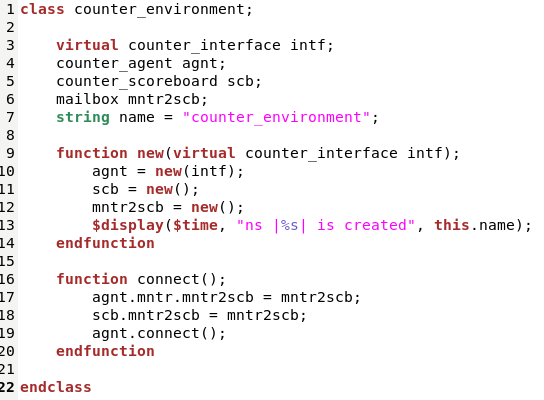 1 class counter_environment;
2
3     virtual counter_interface intf;
4     counter_agent agnt;
5     counter_scoreboard scb;
6     mailbox mntr2scb;
7     string name = "counter_environment";
8
9     function new(virtual counter_interface intf);
10         agnt = new(intf);
11         scb = new();
12         mntr2scb = new();
13         $display($time, "ns |%s| is created", this.name);
14     endfunction
15
16     function connect();
17         agnt.mntr.mntr2scb = mntr2scb;
18         scb.mntr2scb = mntr2scb;
19         agnt.connect();
20     endfunction
21
22 endclass